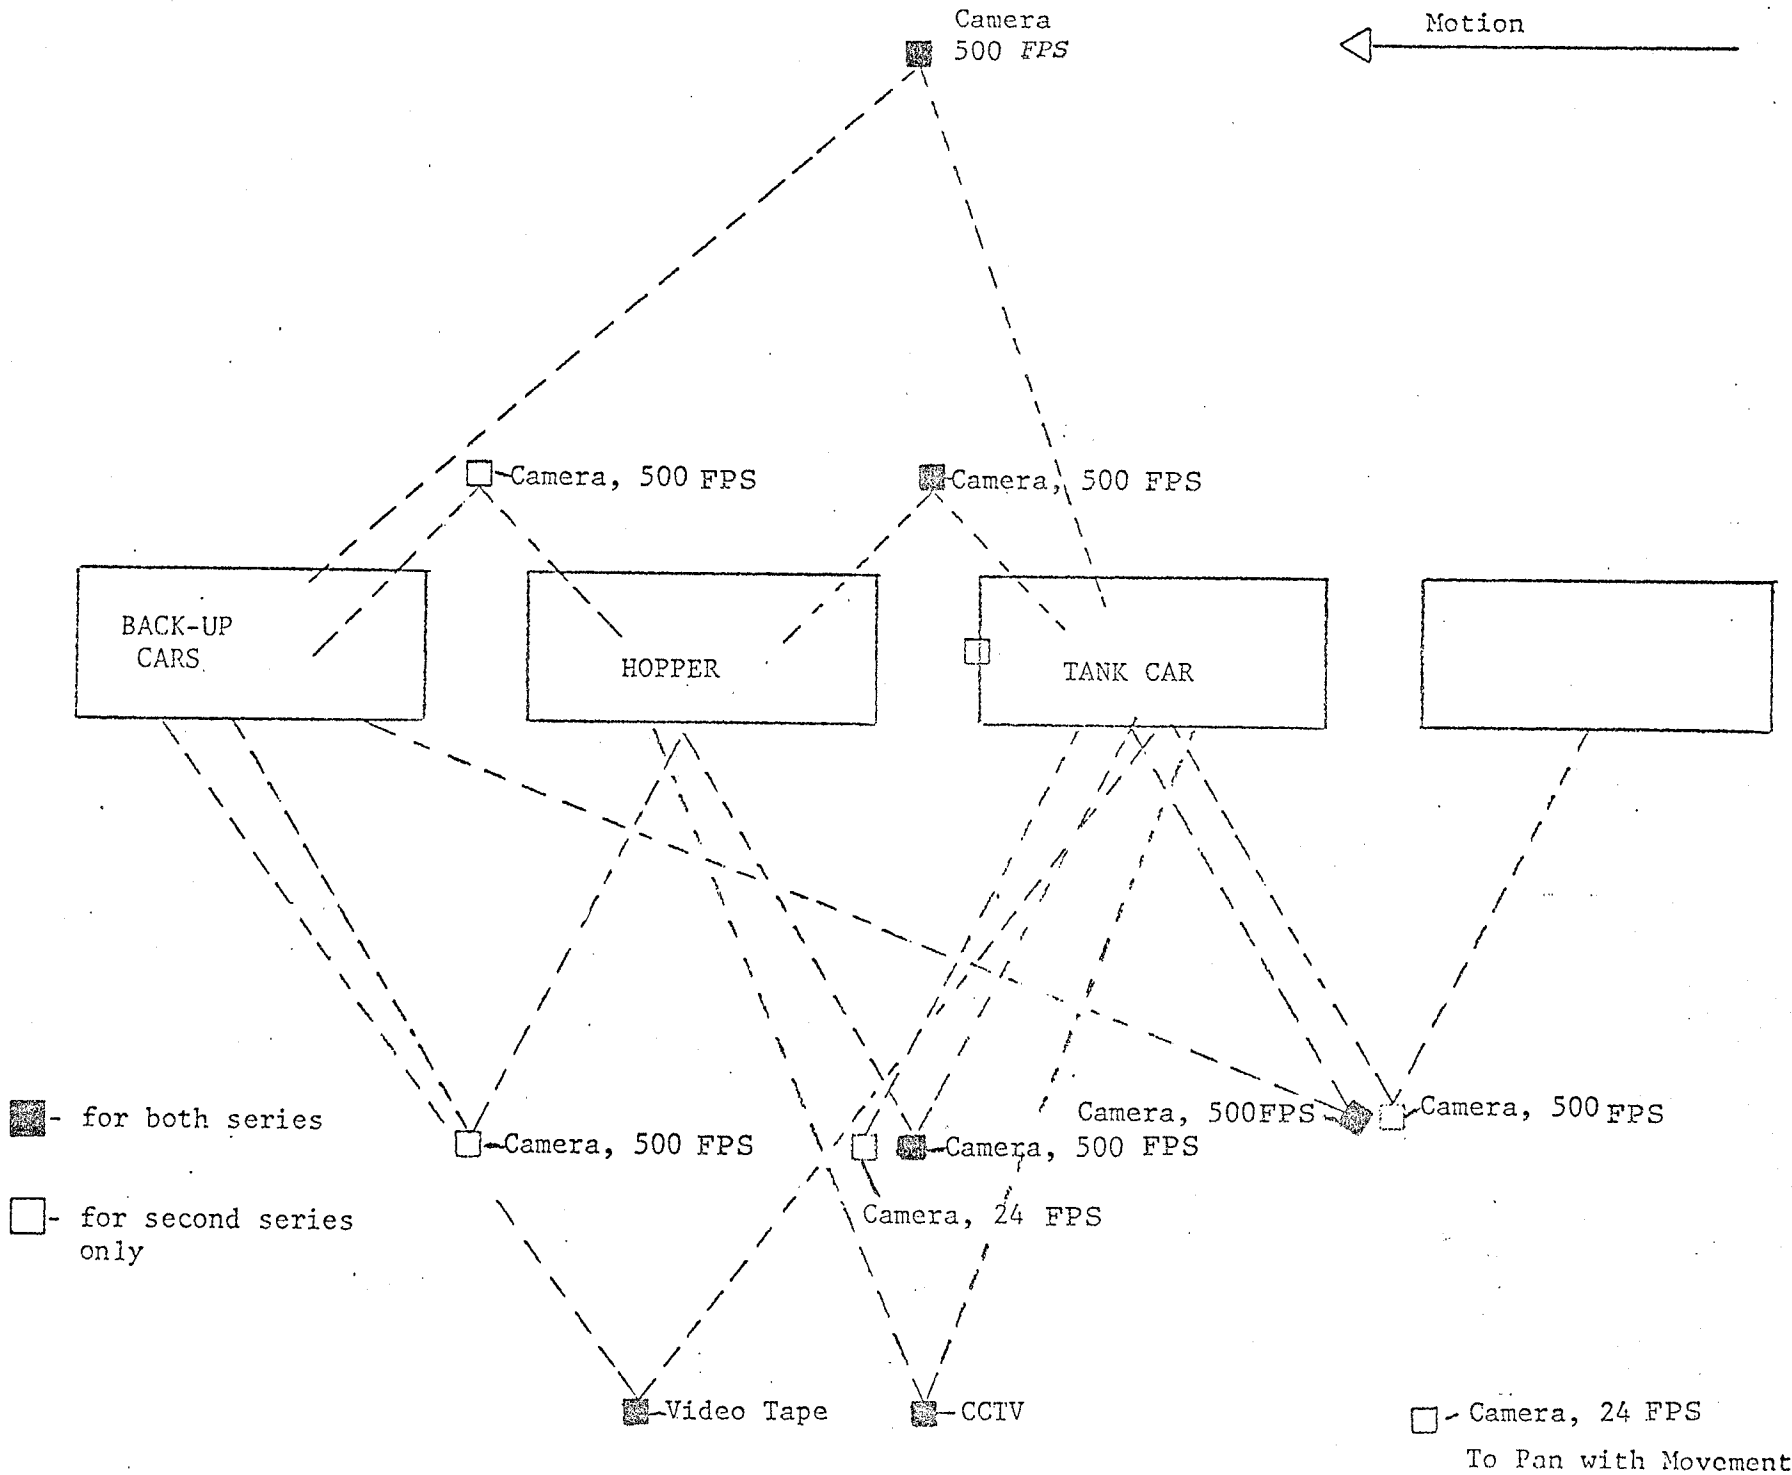 Camera
500 FPS
Motion
Camera, 500 FPS
Camera, 500 FPS
BACK-UP
CARS
HOPPER
TANK CAR
- for both series
Camera, 500FPS
Camera, 500 FPS
Camera, 500 FPS
Camera, 500 FPS
- for second series
only
Camera, 24 FPS
Video Tape
CCTV
Camera, 24 FPS
To Pan with Movement